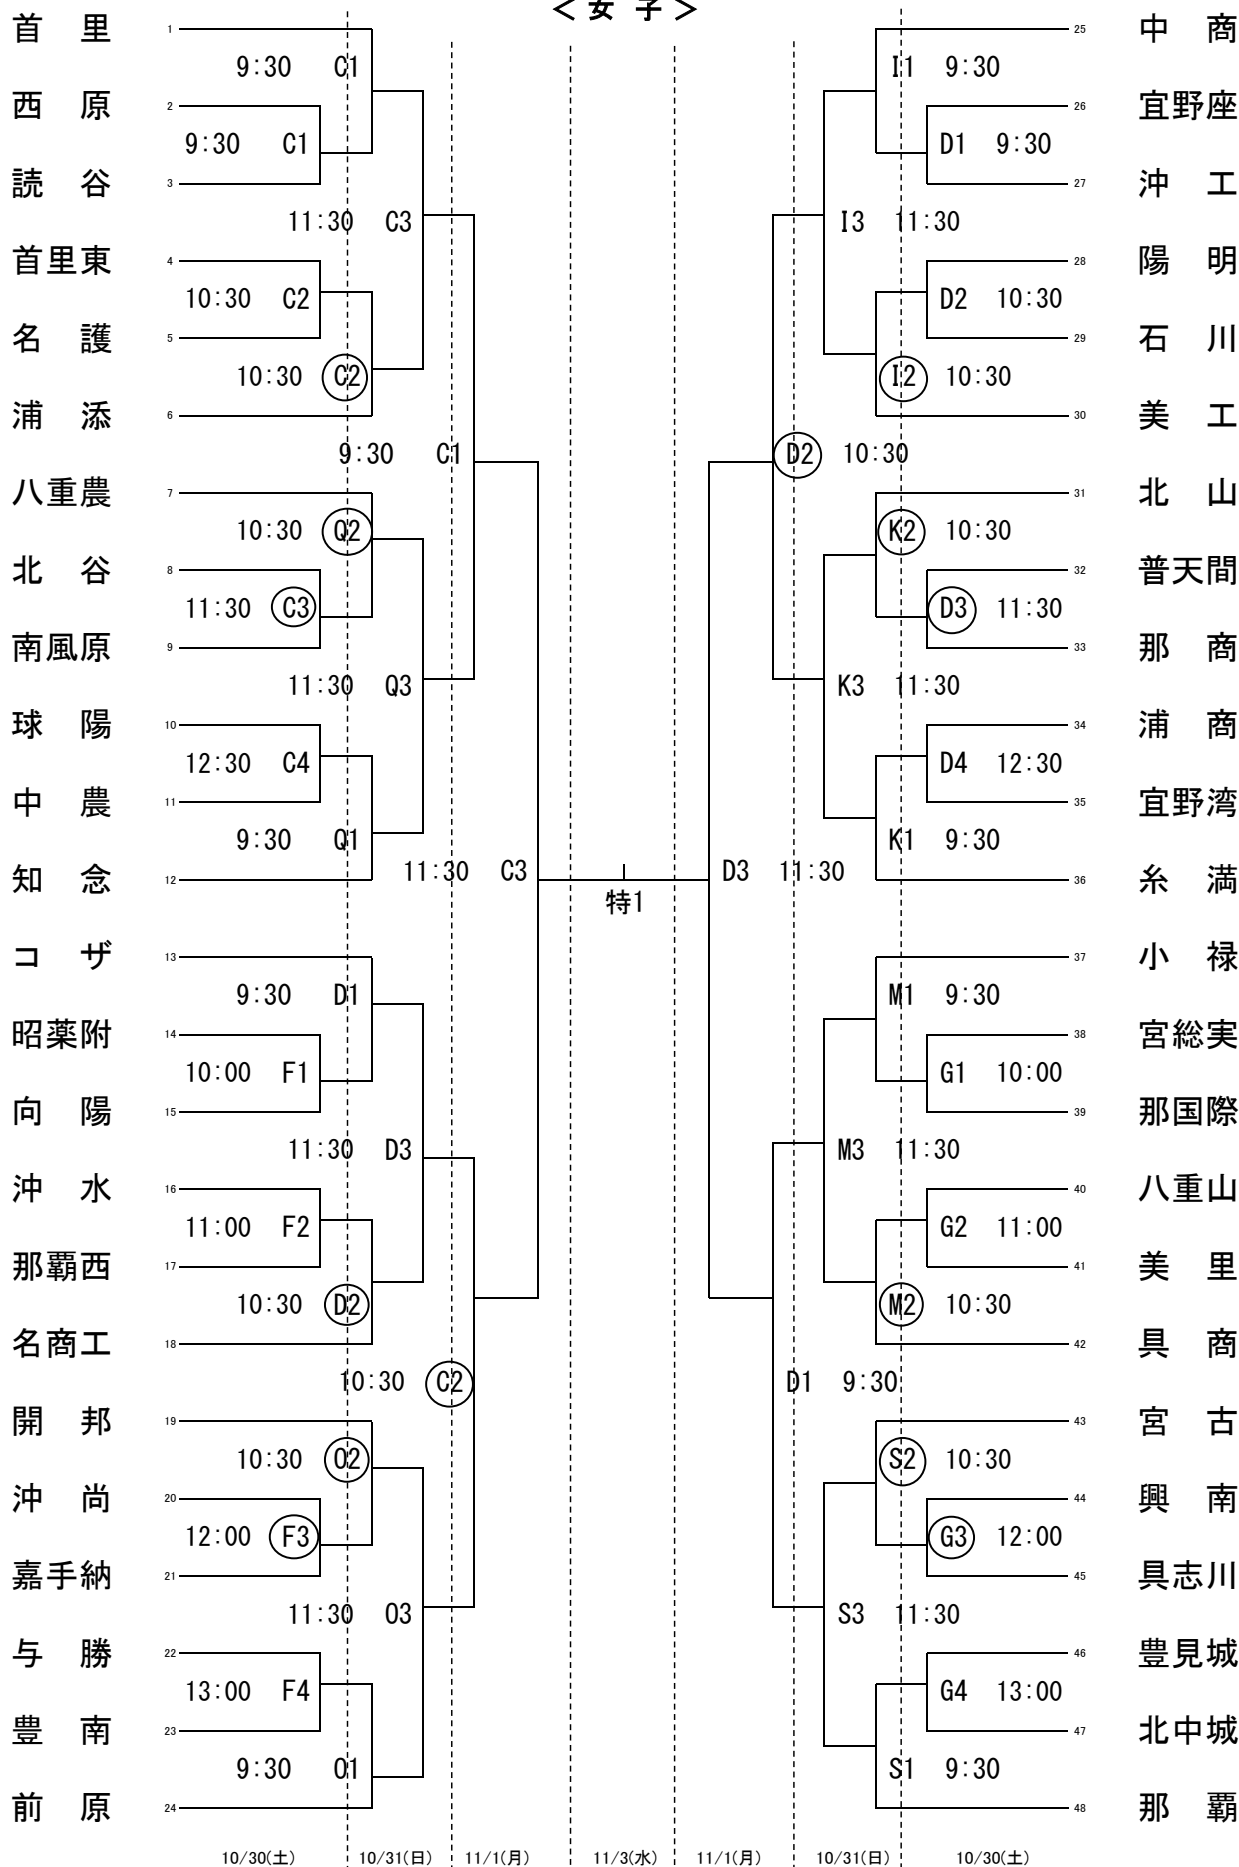 ＜ 女 子 ＞
首 里 1 25 中 商
9:30 C1 I1 9:30
西 原 2 26 宜野座
9:30 C1 D1 9:30
読 谷 3 27 沖 工
11:30 C3 I3 11:30
首里東 4 28 陽 明
10:30 C2 D2 10:30
名 護 5 29 石 川
10:30 C2 I2 10:30
浦 添 6 30 美 工
9:30 C1 D2 10:30
八重農 7 31 北 山
10:30 Q2 K2 10:30
北 谷 8 32 普天間
11:30 C3 D3 11:30
南風原 9 33 那 商
11:30 Q3 K3 11:30
球 陽 10 34 浦 商
12:30 C4 D4 12:30
中 農 11 35 宜野湾
9:30 Q1 K1 9:30
11:30 C3 D3 11:30
知 念 12 36 糸 満
特1
コ ザ 13 37 小 禄
9:30 D1 M1 9:30
昭薬附 14 38 宮総実
10:00 F1 G1 10:00
向 陽 15 39 那国際
11:30 D3 M3 11:30
沖 水 16 40 八重山
11:00 F2 G2 11:00
那覇西 17 41 美 里
10:30 D2 M2 10:30
名商工 18 42 具 商
10:30 C2 D1 9:30
開 邦 19 43 宮 古
10:30 O2 S2 10:30
沖 尚 20 44 興 南
12:00 F3 G3 12:00
嘉手納 21 45 具志川
11:30 O3 S3 11:30
与 勝 22 46 豊見城
13:00 F4 G4 13:00
豊 南 23 47 北中城
9:30 O1 S1 9:30
前 原 24 48 那 覇
10/30(土) 10/31(日) 11/1(月) 11/3(水) 11/1(月) 10/31(日) 10/30(土)